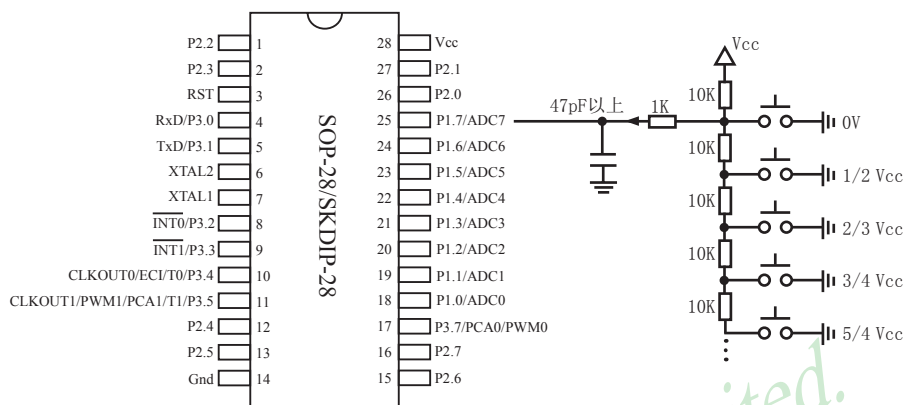 P2.2 1
P2.3 2
RST 3
RxD/P3.0 4
TxD/P3.1 5
XTAL2 6
XTAL1 7
INT0/P3.2 8
INT1/P3.3 9
CLKOUT0/ECI/T0/P3.4 10
CLKOUT1/PWM1/PCA1/T1/P3.5 11
P2.4 12
P2.5 13
Gnd 14
SOP-28/SKDIP-28
28 Vcc
27 P2.1
26 P2.0
25 P1.7/ADC7
24 P1.6/ADC6
23 P1.5/ADC5
22 P1.4/ADC4
21 P1.3/ADC3
20 P1.2/ADC2
19 P1.1/ADC1
18 P1.0/ADC0
17 P3.7/PCA0/PWM0
16 P2.7
15 P2.6
47pF以上
1K
Vcc
10K
0V
10K
1/2 Vcc
10K
2/3 Vcc
10K
3/4 Vcc
10K
5/4 Vcc